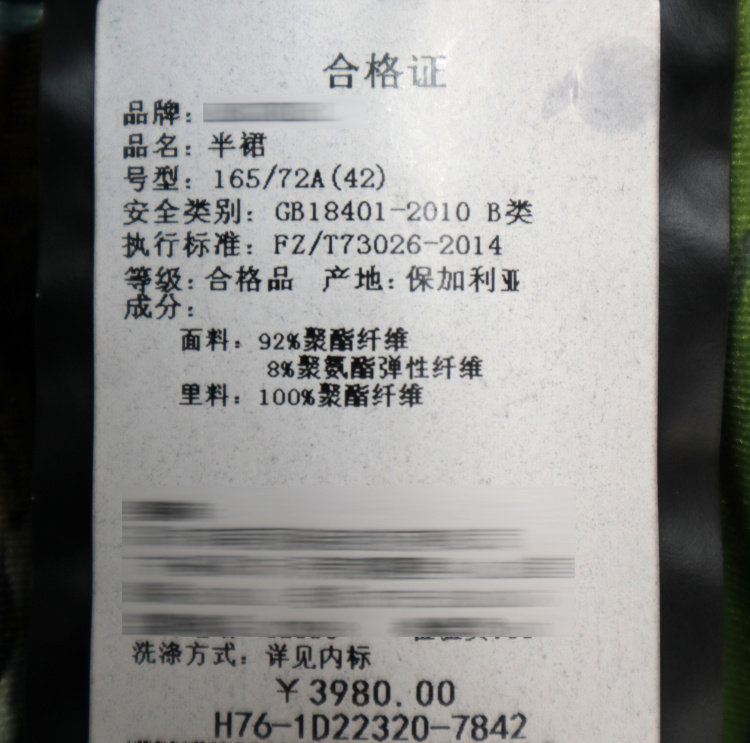 合格证
品牌:
品名: 半裙
号型: 165/72A(42)
安全类别: GB18401-2010 B类
执行标准: FZ/T73026-2014
等级: 合格品 产地: 保加利亚
成分:
面料: 92%聚酯纤维
8%聚氨酯弹性纤维
里料: 100%聚酯纤维
洗涤方式: 详见内标
¥3980.00
H76-1D22320-7842